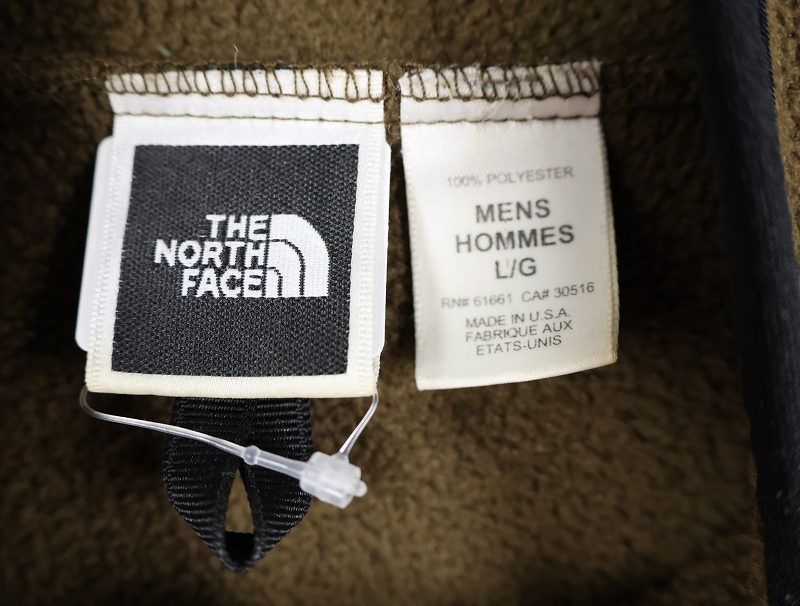 THE
NORTH
FACE
100% POLYESTER
MENS
HOMMES
L/G
RN# 61661 CA# 30516
MADE IN U.S.A.
FABRIQUE AUX
ETATS-UNIS